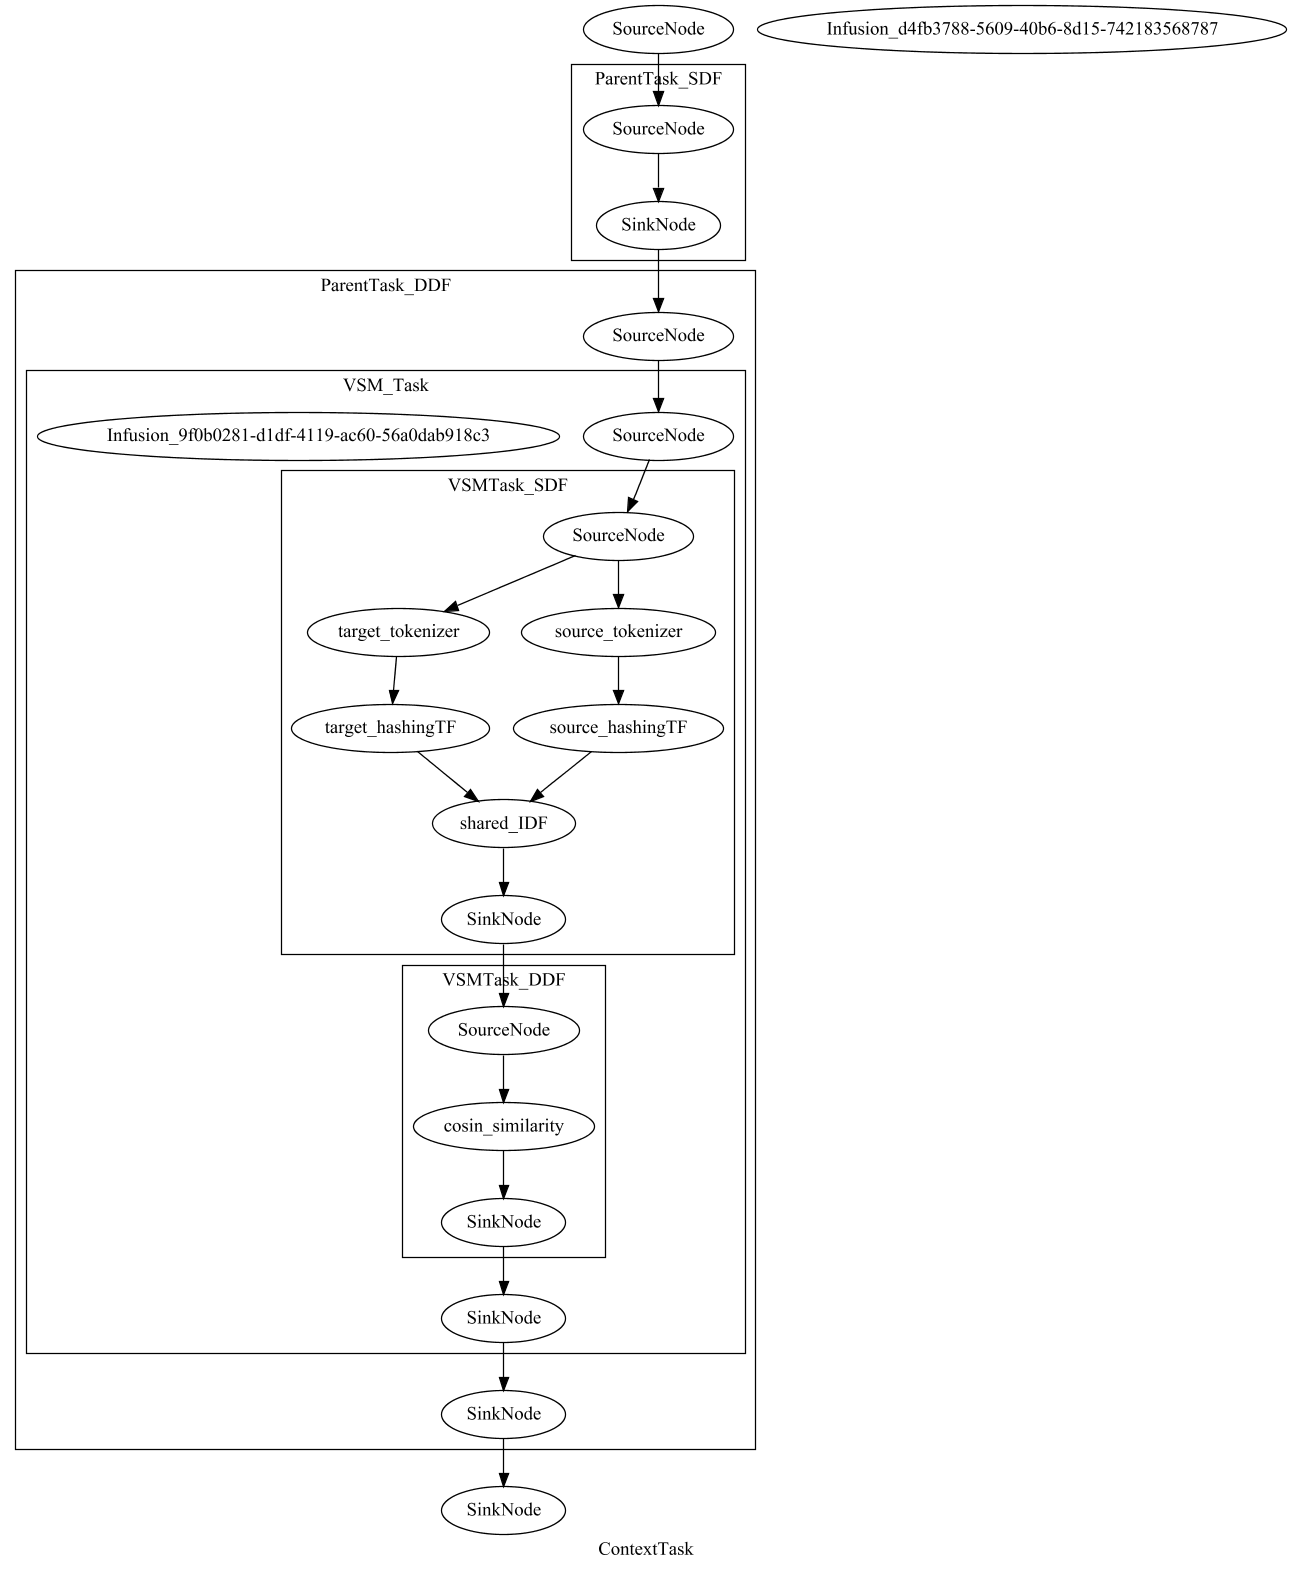 SourceNode
Infusion_d4fb3788-5609-40b6-8d15-742183568787
ParentTask_SDF
SourceNode
SinkNode
ParentTask_DDF
SourceNode
VSM_Task
Infusion_9f0b0281-d1df-4119-ac60-56a0dab918c3
SourceNode
VSMTask_SDF
SourceNode
target_tokenizer
source_tokenizer
target_hashingTF
source_hashingTF
shared_IDF
SinkNode
VSMTask_DDF
SourceNode
cosin_similarity
SinkNode
SinkNode
SinkNode
SinkNode
ContextTask